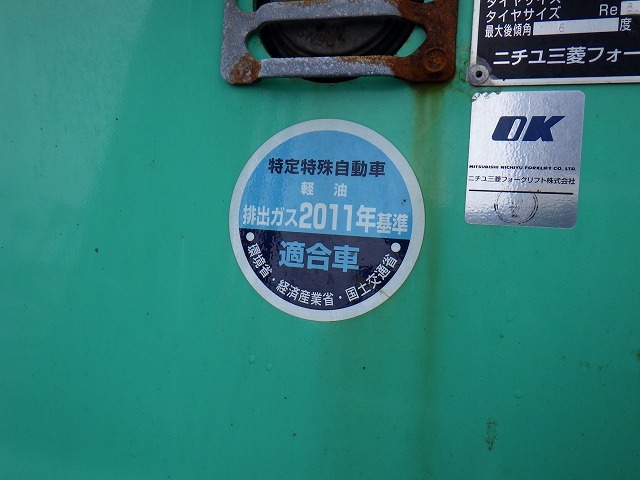 タイヤサイズ
タイヤサイズ Re
最大後傾角 6 度
ニチユ三菱フォー
OK
MITSUBISHI NICHIYU FORKLIFT CO., LTD.
ニチユ三菱フォークリフト株式会社
特定特殊自動車
軽油
排出ガス2011年基準
適合車
環境省・経済産業省・国土交通省